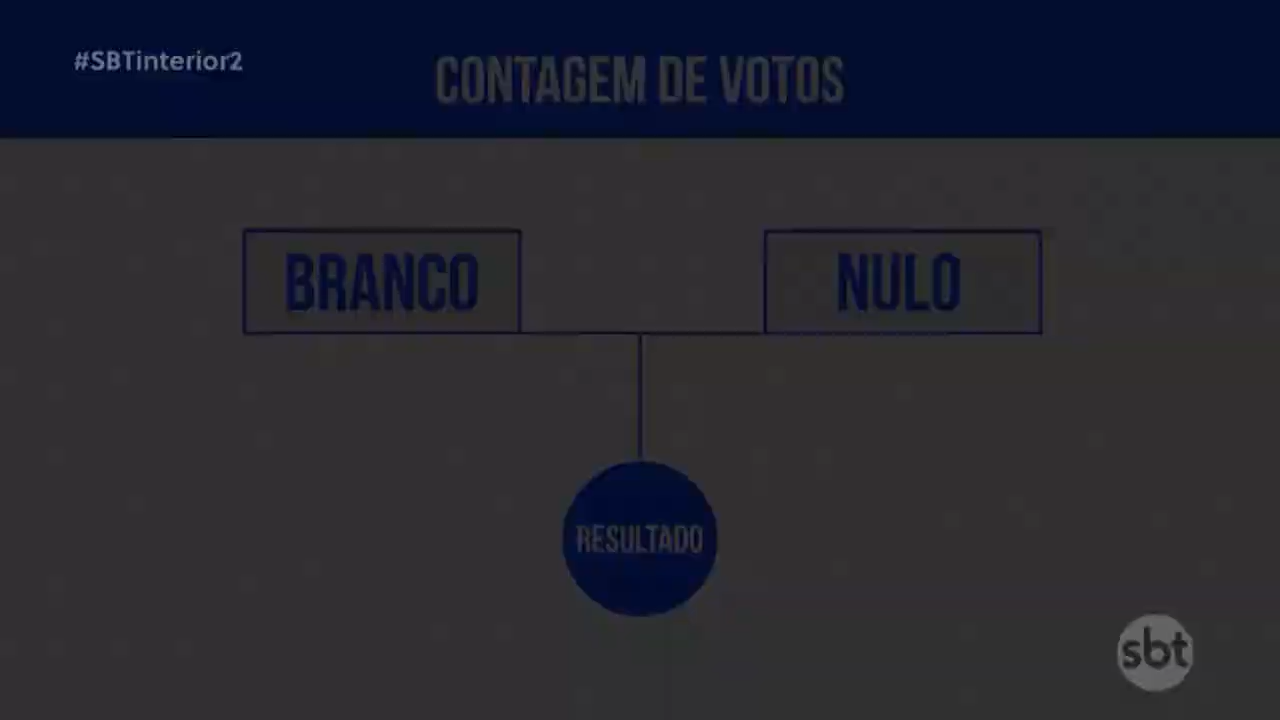 #SBTinterior2
CONTAGEM DE VOTOS
BRANCO
NULO
RESULTADO
sbt